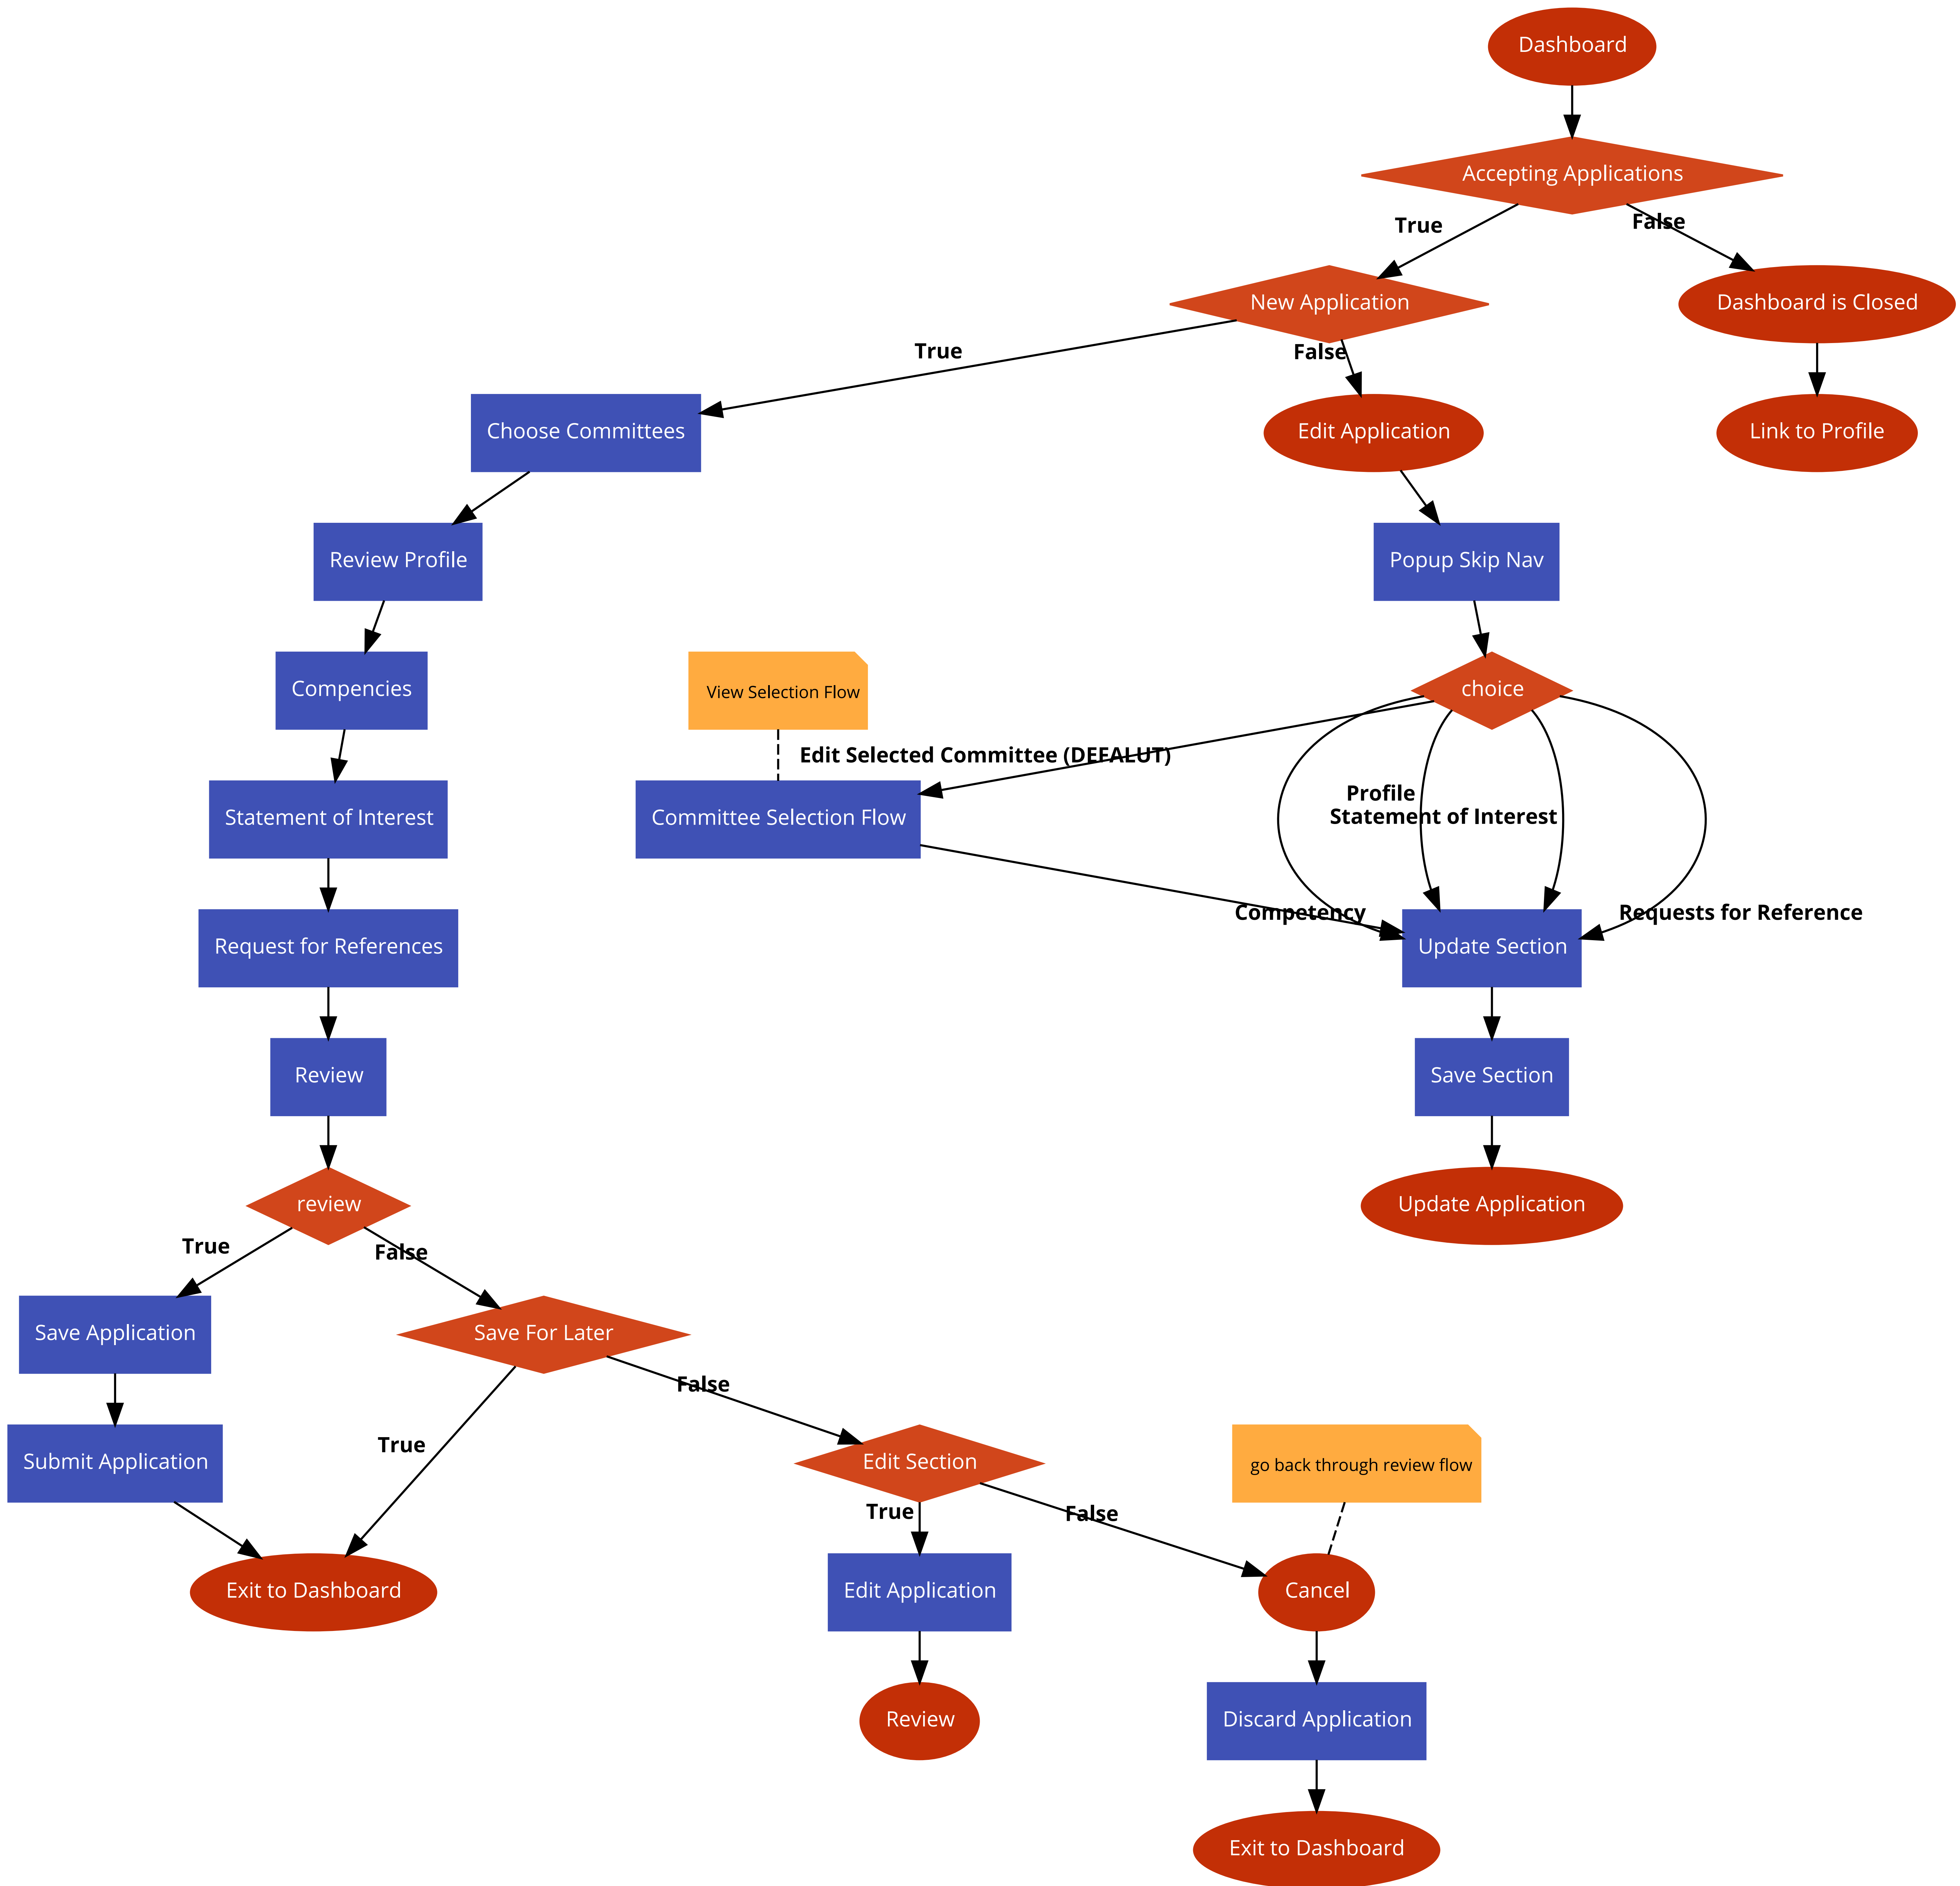 Dashboard
Accepting Applications
True
False
New Application
Dashboard is Closed
True
False
Choose Committees
Edit Application
Link to Profile
Review Profile
Popup Skip Nav
Compencies
View Selection Flow
choice
Edit Selected Committee (DEFALUT)
Profile
Statement of Interest
Statement of Interest
Committee Selection Flow
Competency
Requests for Reference
Request for References
Update Section
Review
Save Section
review
Update Application
True
False
Save Application
Save For Later
False
True
Submit Application
Edit Section
go back through review flow
True
False
Exit to Dashboard
Edit Application
Cancel
Review
Discard Application
Exit to Dashboard